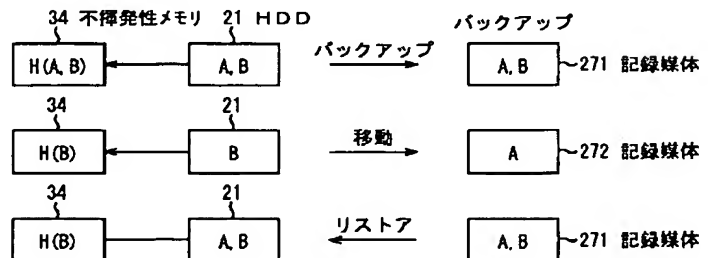 バックアップ
34 不揮発性メモリ 21 HDD
H(A, B) A, B バックアップ A, B 271 記録媒体
34 21
H(B) B 移動 A 272 記録媒体
34 21
H(B) A, B リストア A, B 271 記録媒体